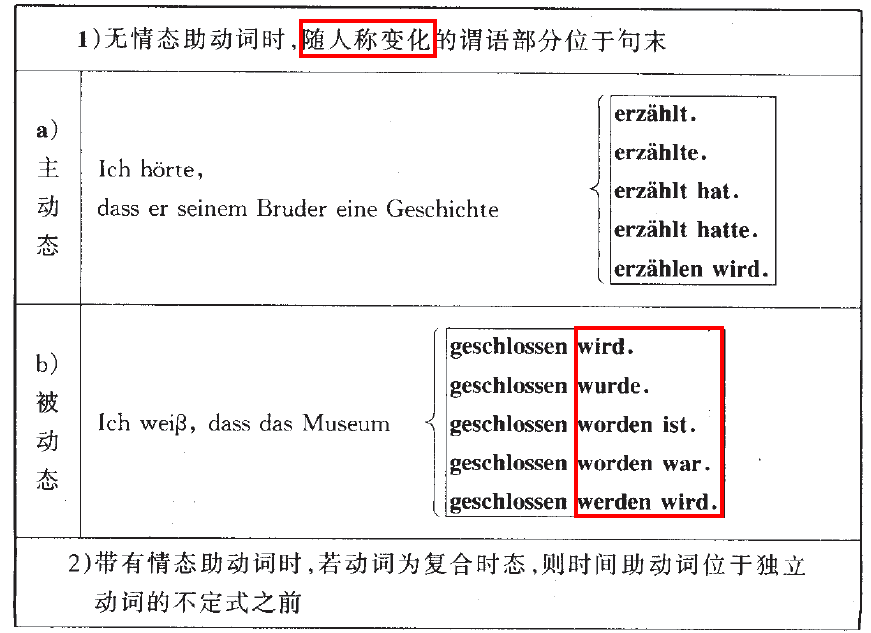 1)无情态助动词时,随人称变化的谓语部分位于句末
a)
主
动
态
Ich hörte,
dass er seinem Bruder eine Geschichte
erzählt.
erzählte.
erzählt hat.
erzählt hatte.
erzählen wird.
b)
被
动
态
Ich weiß, dass das Museum
geschlossen wird.
geschlossen wurde.
geschlossen worden ist.
geschlossen worden war.
geschlossen werden wird.
2)带有情态助动词时,若动词为复合时态,则时间助动词位于独立
动词的不定式之前